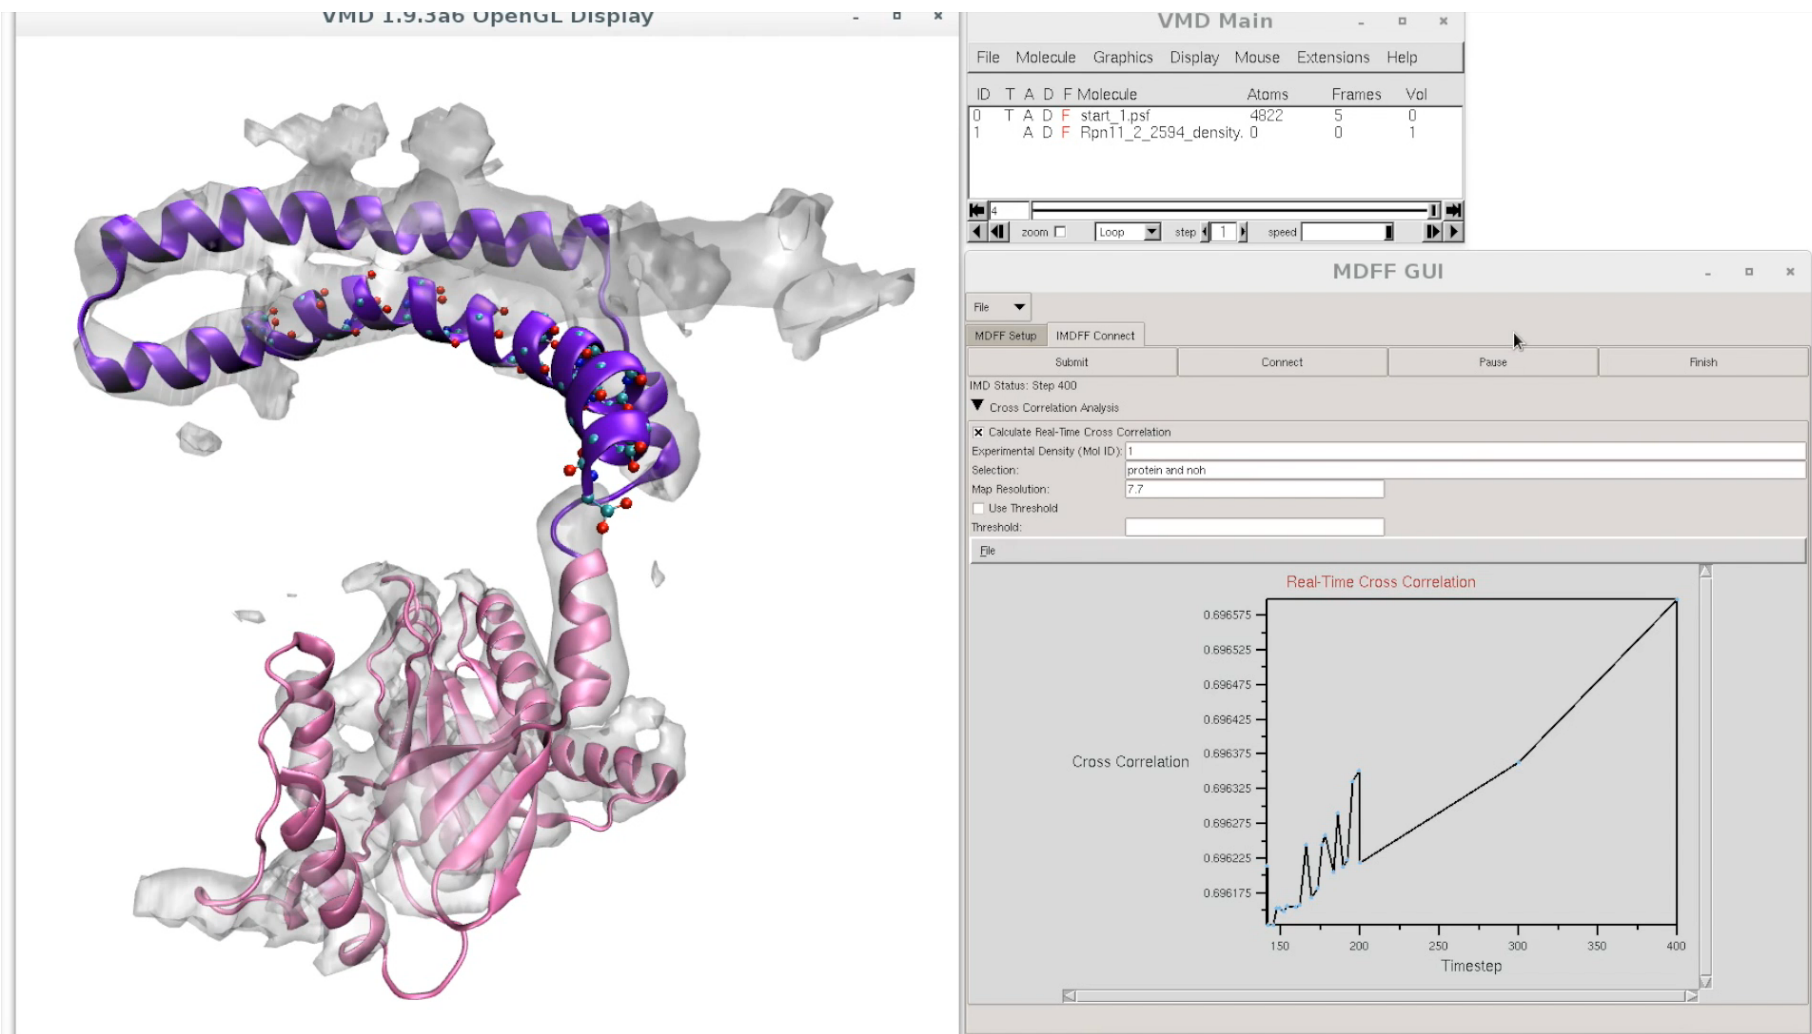 VMD 1.9.3a6 OpenGL Display
VMD Main
File Molecule Graphics Display Mouse Extensions Help
ID T A D F Molecule Atoms Frames Vol
0 T A D F start_1.psf 4822 5 0
1 A D F Rpn11_2_2594_density. 0 0 1
4
zoom Loop step 1 speed
MDFF GUI
File
MDFF Setup IMDFF Connect
Submit Connect Pause Finish
IMD Status: Step 400
Cross Correlation Analysis
Calculate Real-Time Cross Correlation
Experimental Density (Mol ID): 1
Selection: protein and noh
Map Resolution: 7.7
Use Threshold
Threshold:
File
Real-Time Cross Correlation
0.696575
0.696525
0.696475
0.696425
0.696375
Cross Correlation
0.696325
0.696275
0.696225
0.696175
150 200 250 300 350 400
Timestep